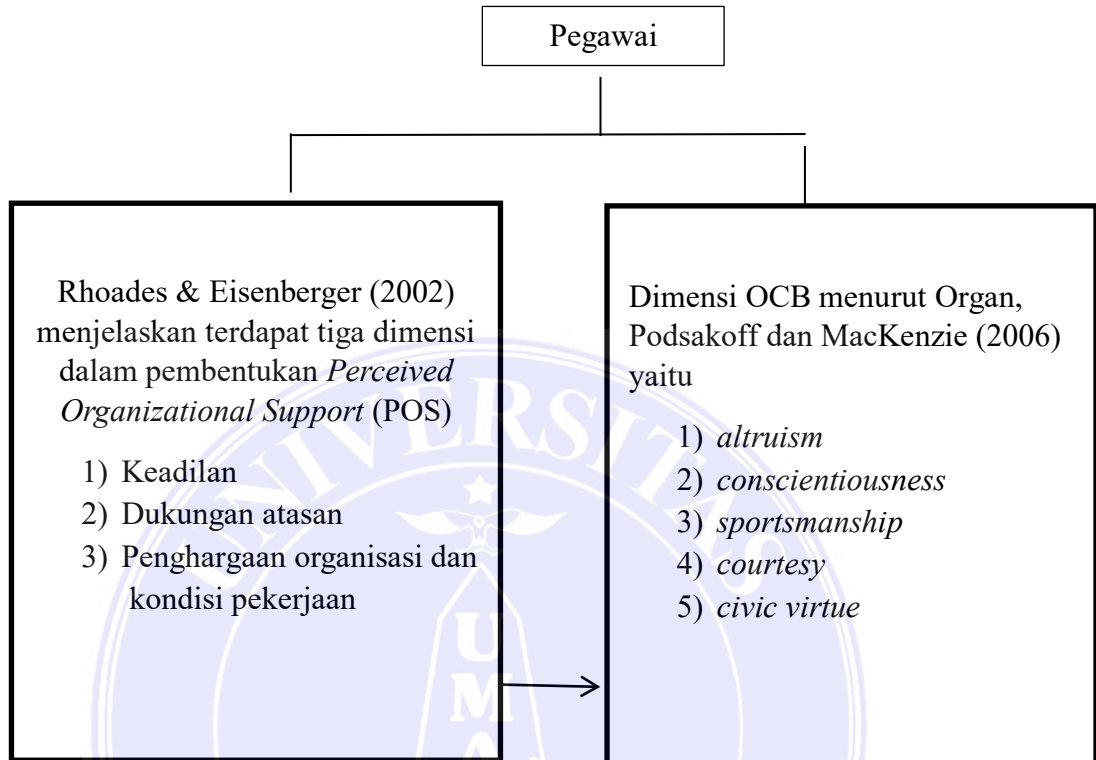 Pegawai
Rhoades & Eisenberger (2002)
menjelaskan terdapat tiga dimensi
dalam pembentukan Perceived
Organizational Support (POS)
1) Keadilan
2) Dukungan atasan
3) Penghargaan organisasi dan
kondisi pekerjaan
Dimensi OCB menurut Organ,
Podsakoff dan MacKenzie (2006)
yaitu
1) altruism
2) conscientiousness
3) sportsmanship
4) courtesy
5) civic virtue
UNIVERSITAS
U
M
A